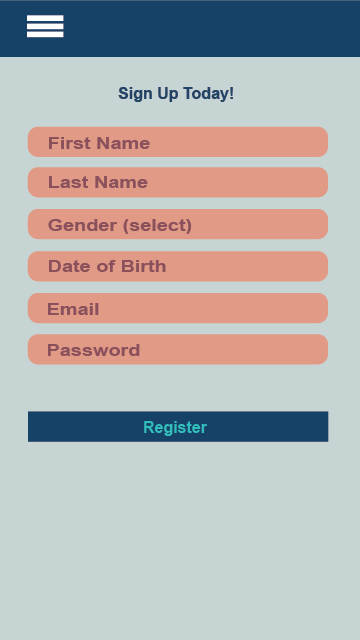 Sign Up Today!
First Name
Last Name
Gender (select)
Date of Birth
Email
Password
Register